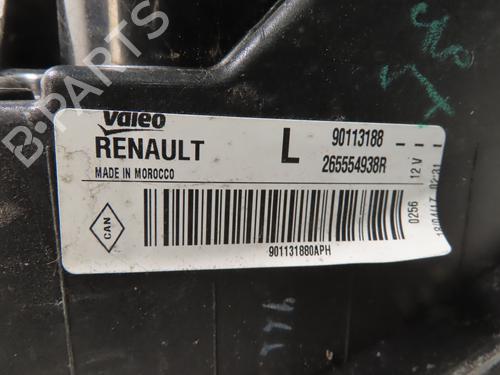 Valeo
RENAULT
MADE IN MOROCCO
L
90113188
265554938R
12 V
0256
CAN
901131880APH
B-PARTS